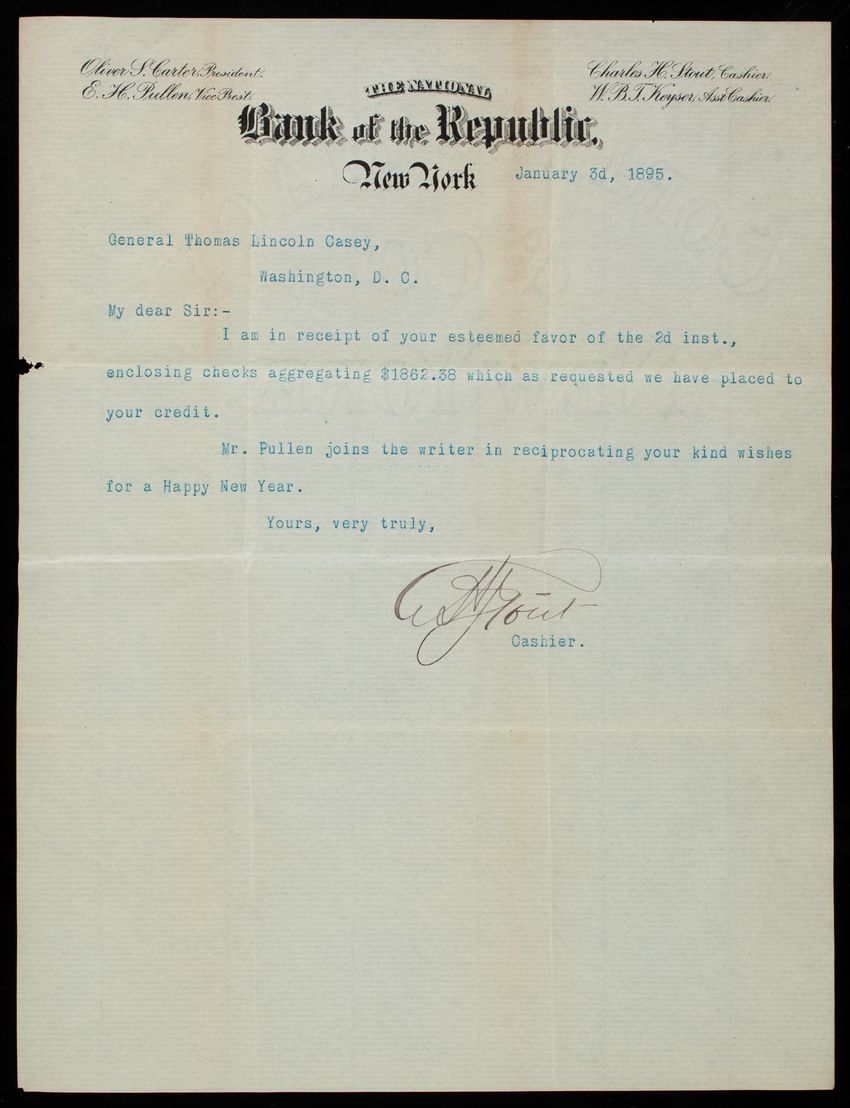 Oliver S. Carter, President.
E. H. Pullen, Vice Prest.
Charles H. Stout, Cashier.
W. B. T. Keyser, Asst Cashier.
THE NATIONAL
Bank of the Republic,
New York
January 3d, 1895.
General Thomas Lincoln Casey,
Washington, D. C.
My dear Sir:-
I am in receipt of your esteemed favor of the 2d inst.,
enclosing checks aggregating $1862.38 which as requested we have placed to
your credit.
Mr. Pullen joins the writer in reciprocating your kind wishes
for a Happy New Year.
Yours, very truly,
C H Stout
Cashier.